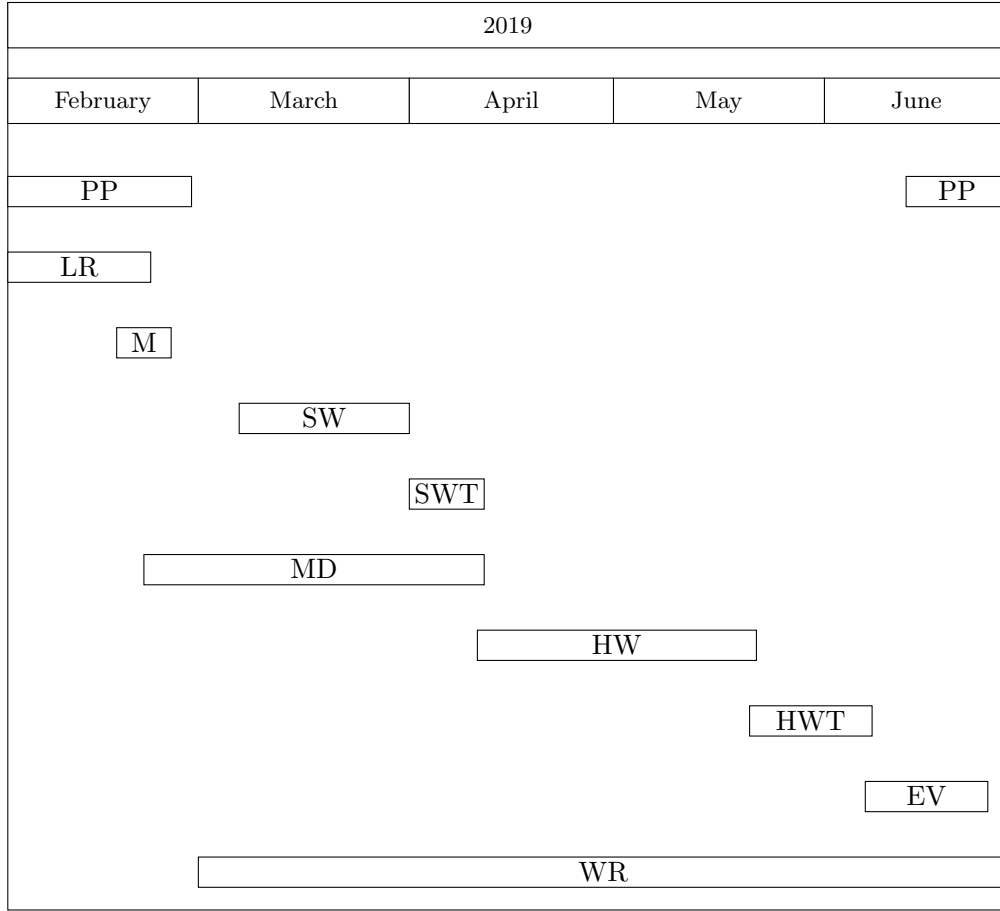 2019
February March April May June
PP PP
LR
M
SW
SWT
MD
HW
HWT
EV
WR